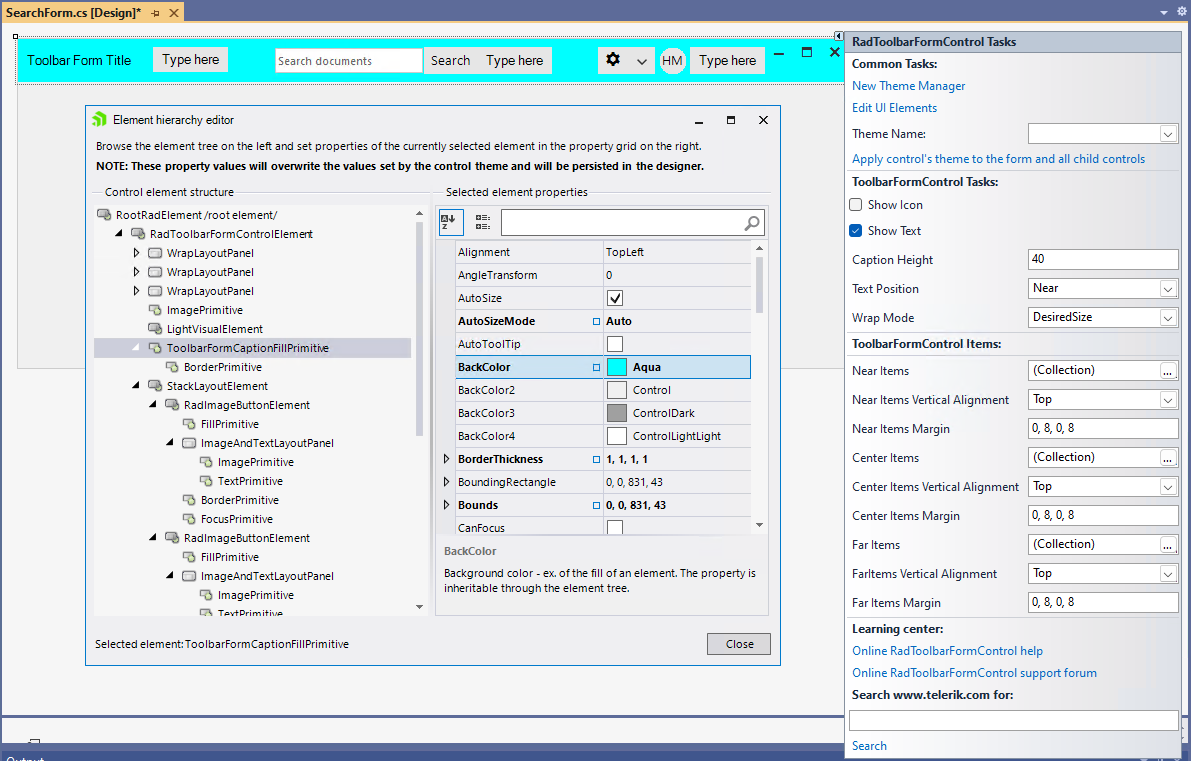 SearchForm.cs [Design]*
Toolbar Form Title
Type here
Search documents
Search
Type here
HM
Type here
Element hierarchy editor
Browse the element tree on the left and set properties of the currently selected element in the property grid on the right.
NOTE: These property values will overwrite the values set by the control theme and will be persisted in the designer.
Control element structure
RootRadElement /root element/
RadToolbarFormControlElement
WrapLayoutPanel
WrapLayoutPanel
WrapLayoutPanel
ImagePrimitive
LightVisualElement
ToolbarFormCaptionFillPrimitive
BorderPrimitive
StackLayoutElement
RadImageButtonElement
FillPrimitive
ImageAndTextLayoutPanel
ImagePrimitive
TextPrimitive
BorderPrimitive
FocusPrimitive
RadImageButtonElement
FillPrimitive
ImageAndTextLayoutPanel
ImagePrimitive
TextPrimitive
Selected element properties
A
Z
Alignment TopLeft
AngleTransform 0
AutoSize
AutoSizeMode Auto
AutoToolTip
BackColor Aqua
BackColor2 Control
BackColor3 ControlDark
BackColor4 ControlLightLight
BorderThickness 1, 1, 1, 1
BoundingRectangle 0, 0, 831, 43
Bounds 0, 0, 831, 43
CanFocus
BackColor
Background color - ex. of the fill of an element. The property is
inheritable through the element tree.
Selected element:ToolbarFormCaptionFillPrimitive
Close
RadToolbarFormControl Tasks
Common Tasks:
New Theme Manager
Edit UI Elements
Theme Name:
Apply control's theme to the form and all child controls
ToolbarFormControl Tasks:
Show Icon
Show Text
Caption Height 40
Text Position Near
Wrap Mode DesiredSize
ToolbarFormControl Items:
Near Items (Collection) ...
Near Items Vertical Alignment Top
Near Items Margin 0, 8, 0, 8
Center Items (Collection) ...
Center Items Vertical Alignment Top
Center Items Margin 0, 8, 0, 8
Far Items (Collection) ...
FarItems Vertical Alignment Top
Far Items Margin 0, 8, 0, 8
Learning center:
Online RadToolbarFormControl help
Online RadToolbarFormControl support forum
Search www.telerik.com for:
Search
Output